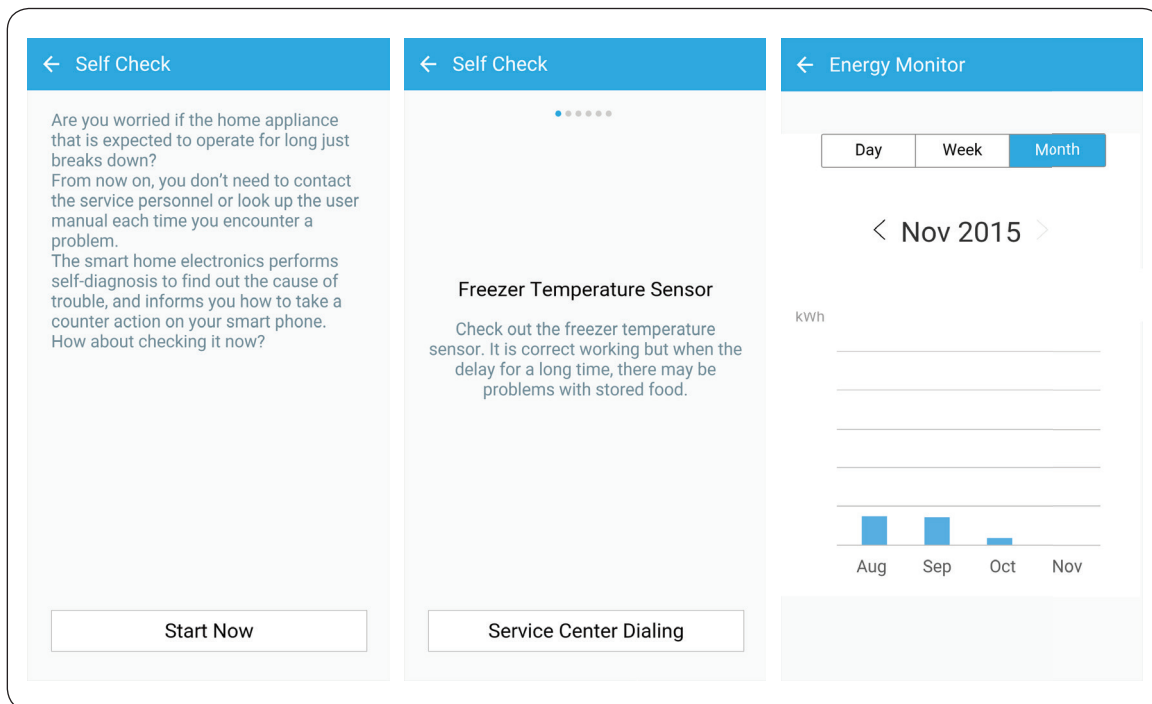 Self Check
Are you worried if the home appliance
that is expected to operate for long just
breaks down?
From now on, you don't need to contact
the service personnel or look up the user
manual each time you encounter a
problem.
The smart home electronics performs
self-diagnosis to find out the cause of
trouble, and informs you how to take a
counter action on your smart phone.
How about checking it now?
Start Now
Self Check
Freezer Temperature Sensor
Check out the freezer temperature
sensor. It is correct working but when the
delay for a long time, there may be
problems with stored food.
Service Center Dialing
Energy Monitor
Day Week Month
Nov 2015
kWh
Aug Sep Oct Nov